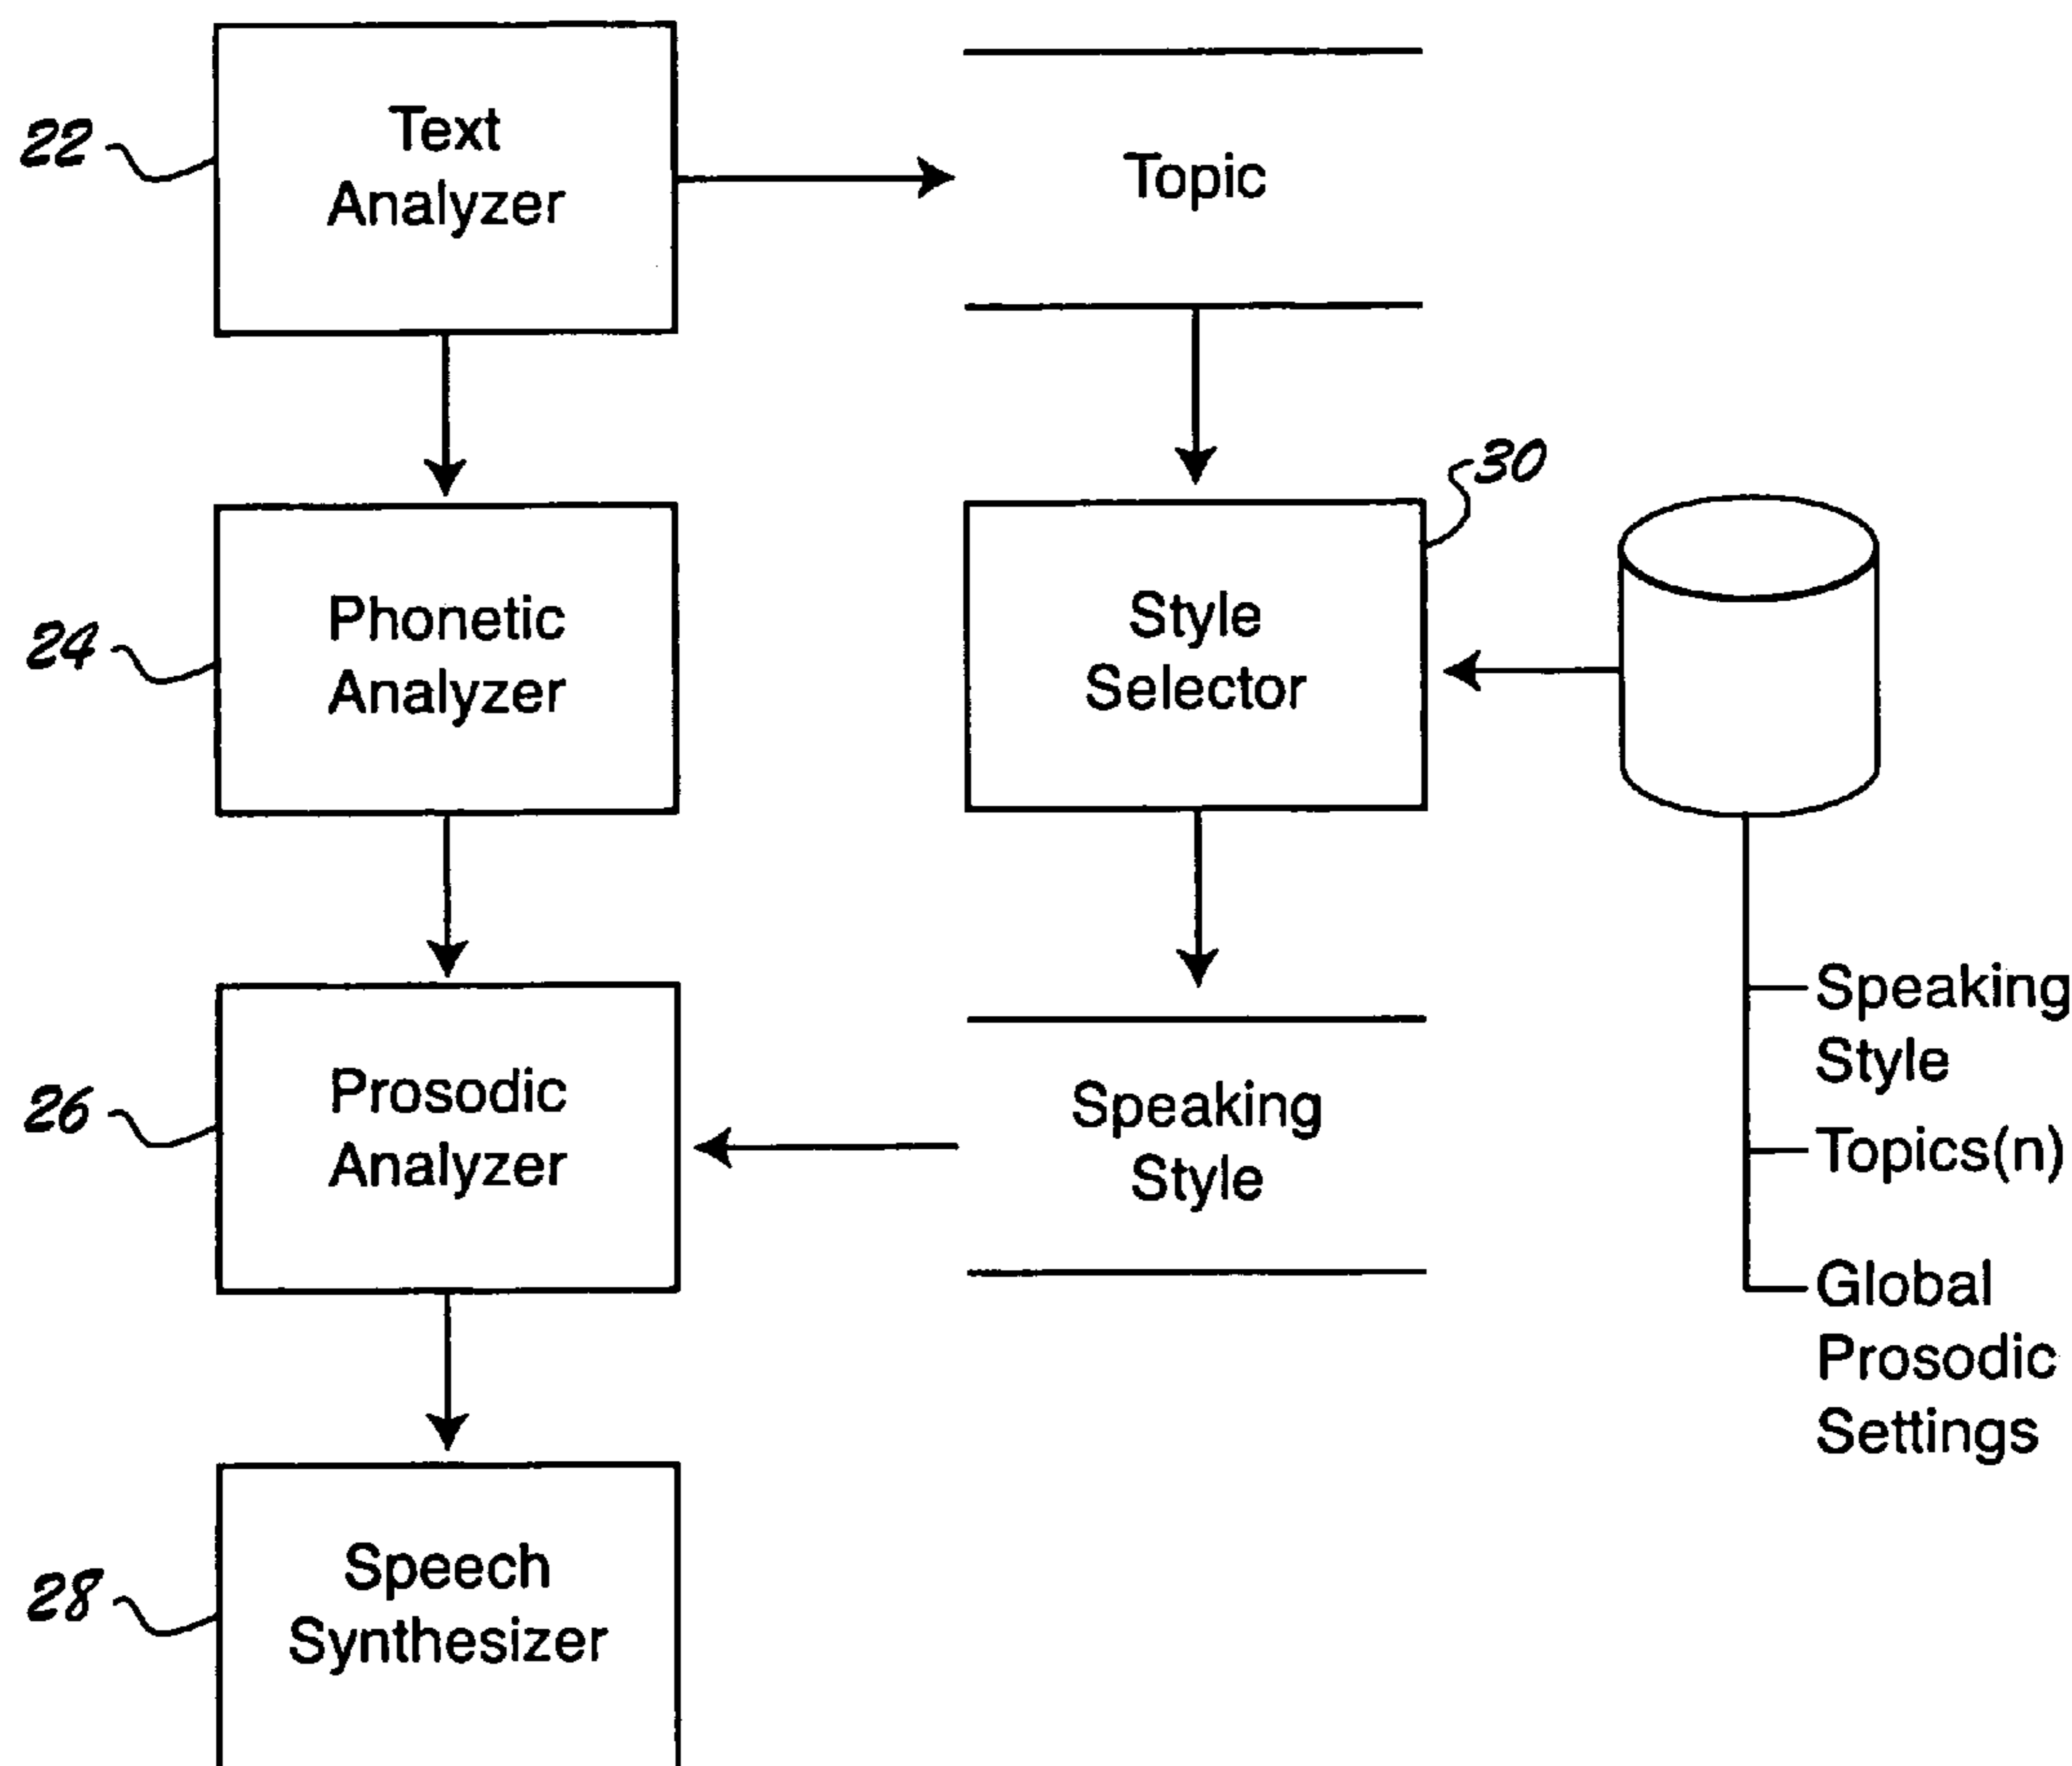 22
Text
Analyzer
Topic
24
Phonetic
Analyzer
30
Style
Selector
26
Prosodic
Analyzer
Speaking
Style
Speaking
Style
Topics(n)
Global
Prosodic
Settings
28
Speech
Synthesizer